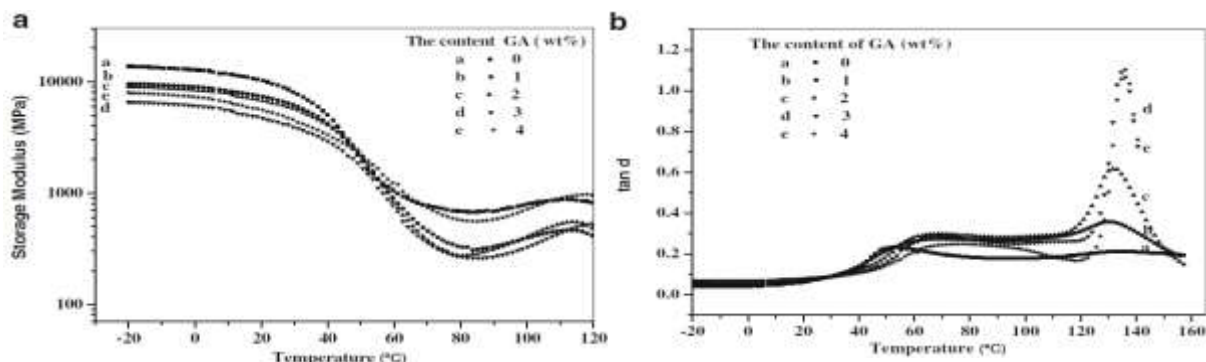 a
The content GA ( wt%)
a 0
b 1
c 2
d 3
e 4
a
b
c
d
10000
1000
100
Storage Modulus (MPa)
-20 0 20 40 60 80 100 120
Temperature (°C)
b
The content of GA (wt%)
a 0
b 1
c 2
d 3
e 4
d
1.2
1.0
0.8
0.6
0.4
0.2
0.0
tan d
-20 0 20 40 60 80 100 120 140 160
Temperature (°C)